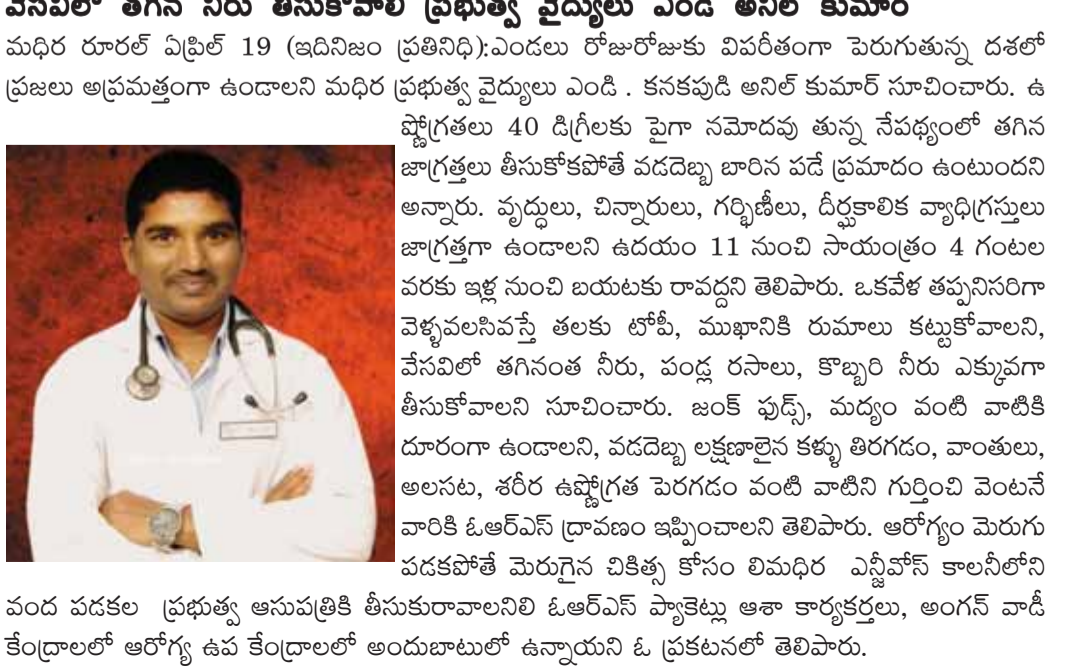 వేసవిలో తగిన నీరు తీసుకోవాలి ప్రభుత్వ వైద్యులు ఎండి అనిల్ కుమార్
మధిర రూరల్ ఏప్రిల్ 19 (ఇదినిజం ప్రతినిధి):ఎండలు రోజురోజుకు విపరీతంగా పెరుగుతున్న దశలో
ప్రజలు అప్రమత్తంగా ఉండాలని మధిర ప్రభుత్వ వైద్యులు ఎండి . కనకపుడి అనిల్ కుమార్ సూచించారు. ఉ
ష్ణోగ్రతలు 40 డిగ్రీలకు పైగా నమోదవు తున్న నేపథ్యంలో తగిన
జాగ్రత్తలు తీసుకోకపోతే వడదెబ్బ బారిన పడే ప్రమాదం ఉంటుందని
అన్నారు. వృద్ధులు, చిన్నారులు, గర్భిణీలు, దీర్ఘకాలిక వ్యాధిగ్రస్తులు
జాగ్రత్తగా ఉండాలని ఉదయం 11 నుంచి సాయంత్రం 4 గంటల
వరకు ఇళ్ల నుంచి బయటకు రావద్దని తెలిపారు. ఒకవేళ తప్పనిసరిగా
వెళ్ళవలసివస్తే తలకు టోపీ, ముఖానికి రుమాలు కట్టుకోవాలని,
వేసవిలో తగినంత నీరు, పండ్ల రసాలు, కొబ్బరి నీరు ఎక్కువగా
తీసుకోవాలని సూచించారు. జంక్ ఫుడ్స్, మద్యం వంటి వాటికి
దూరంగా ఉండాలని, వడదెబ్బ లక్షణాలైన కళ్ళు తిరగడం, వాంతులు,
అలసట, శరీర ఉష్ణోగ్రత పెరగడం వంటి వాటిని గుర్తించి వెంటనే
వారికి ఓఆర్ఎస్ ద్రావణం ఇప్పించాలని తెలిపారు. ఆరోగ్యం మెరుగు
పడకపోతే మెరుగైన చికిత్స కోసం లిమధిర ఎన్జీవోస్ కాలనీలోని
వంద పడకల ప్రభుత్వ ఆసుపత్రికి తీసుకురావాలనిలి ఓఆర్ఎస్ ప్యాకెట్లు ఆశా కార్యకర్తలు, అంగన్ వాడీ
కేంద్రాలలో ఆరోగ్య ఉప కేంద్రాలలో అందుబాటులో ఉన్నాయని ఓ ప్రకటనలో తెలిపారు.